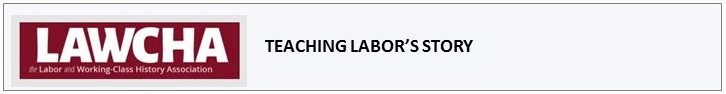 LAWCHA
the Labor and Working-Class History Association
TEACHING LABOR'S STORY